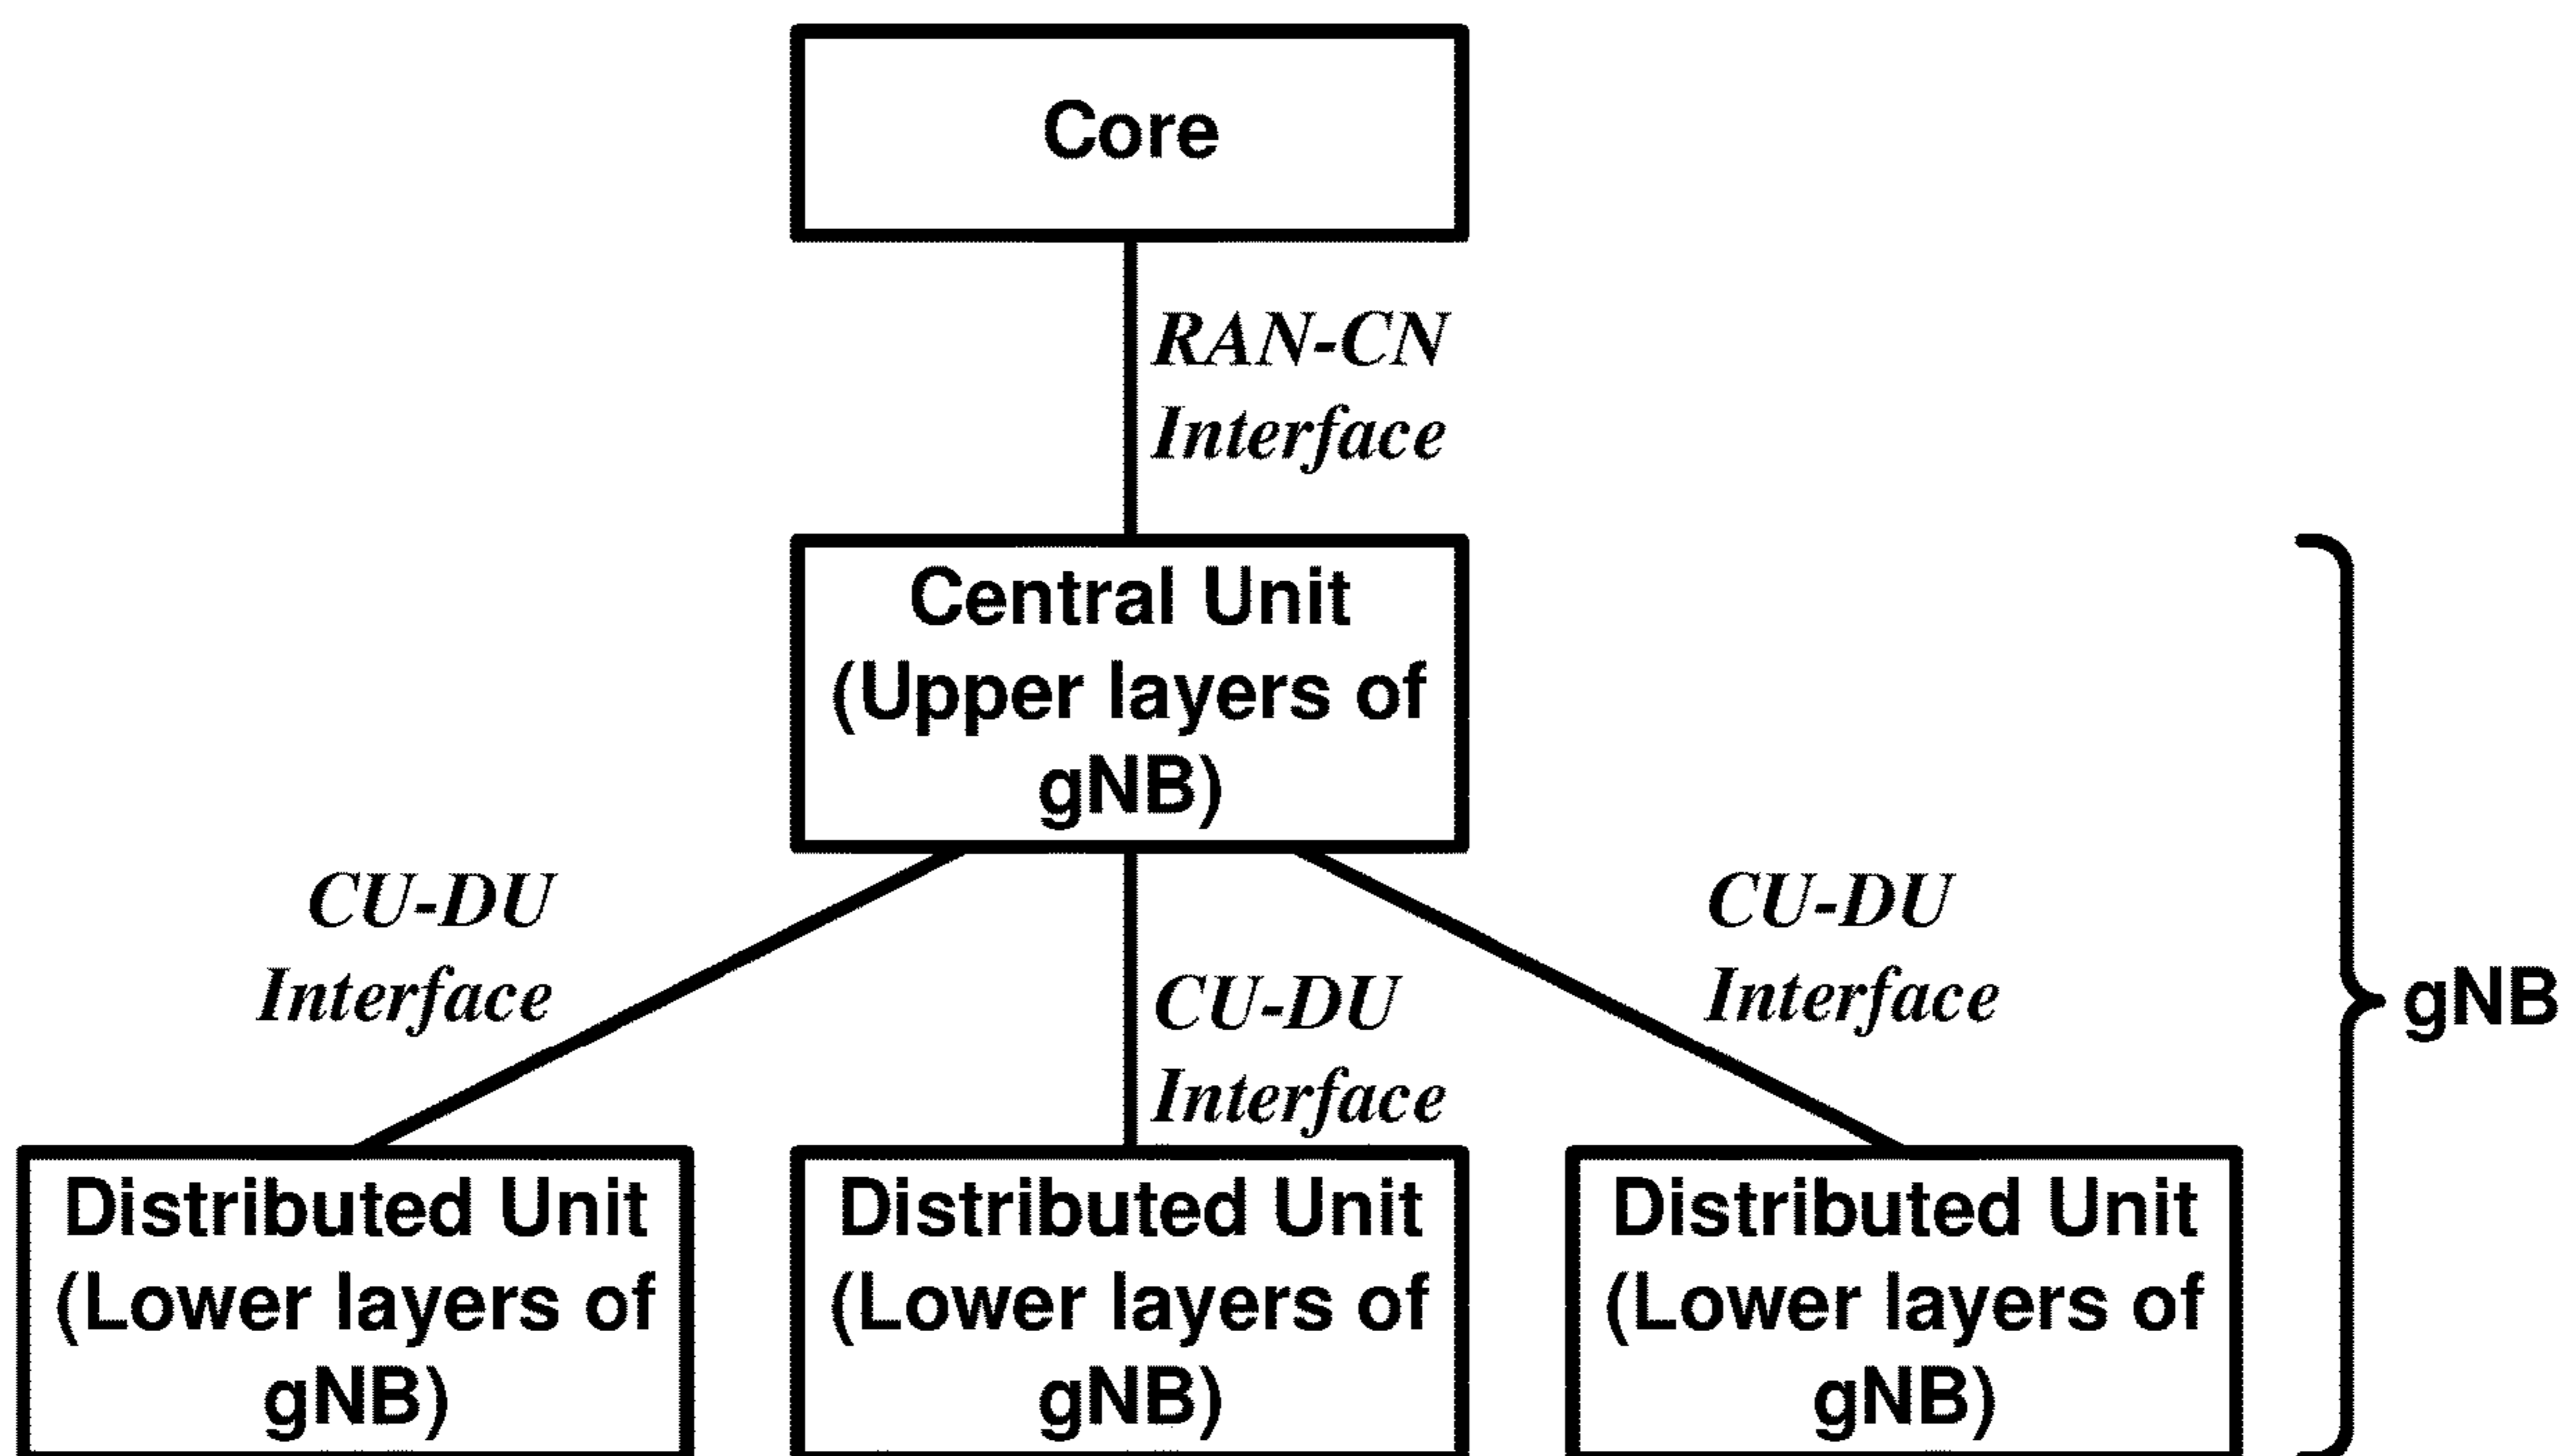 Core
RAN-CN
Interface
Central Unit
(Upper layers of
gNB)
CU-DU
Interface
CU-DU
Interface
CU-DU
Interface
gNB
Distributed Unit
(Lower layers of
gNB)
Distributed Unit
(Lower layers of
gNB)
Distributed Unit
(Lower layers of
gNB)